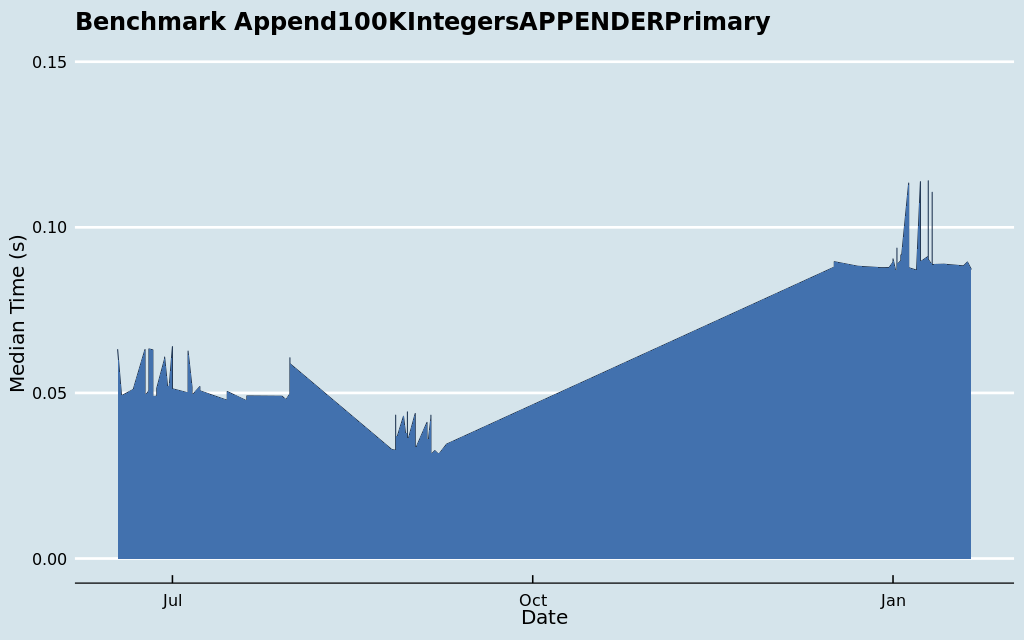 Benchmark Append100KIntegersAPPENDERPrimary
0.15
0.10
0.05
0.00
Median Time (s)
Jul
Oct
Jan
Date